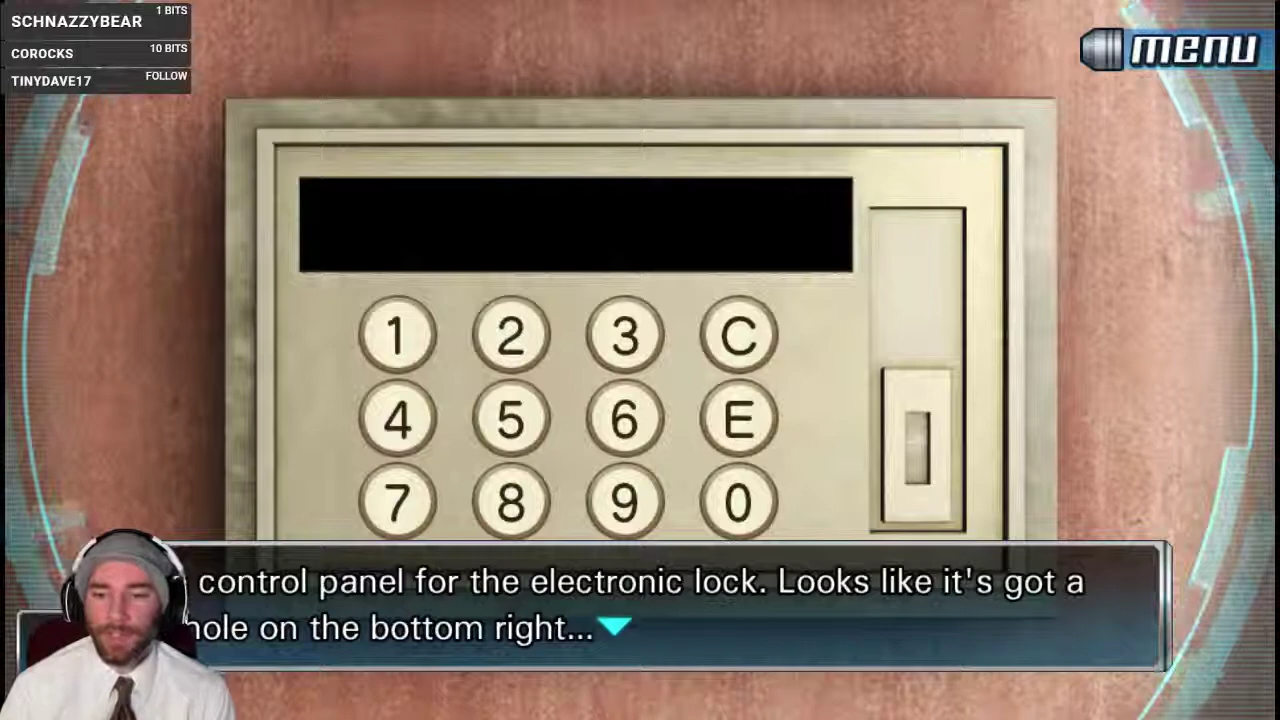 SCHNAZZYBEAR 1 BITS
COROCKS 10 BITS
TINYDAVE17 FOLLOW
menu
1 2 3 C
4 5 6 E
7 8 9 0
control panel for the electronic lock. Looks like it's got a
hole on the bottom right...